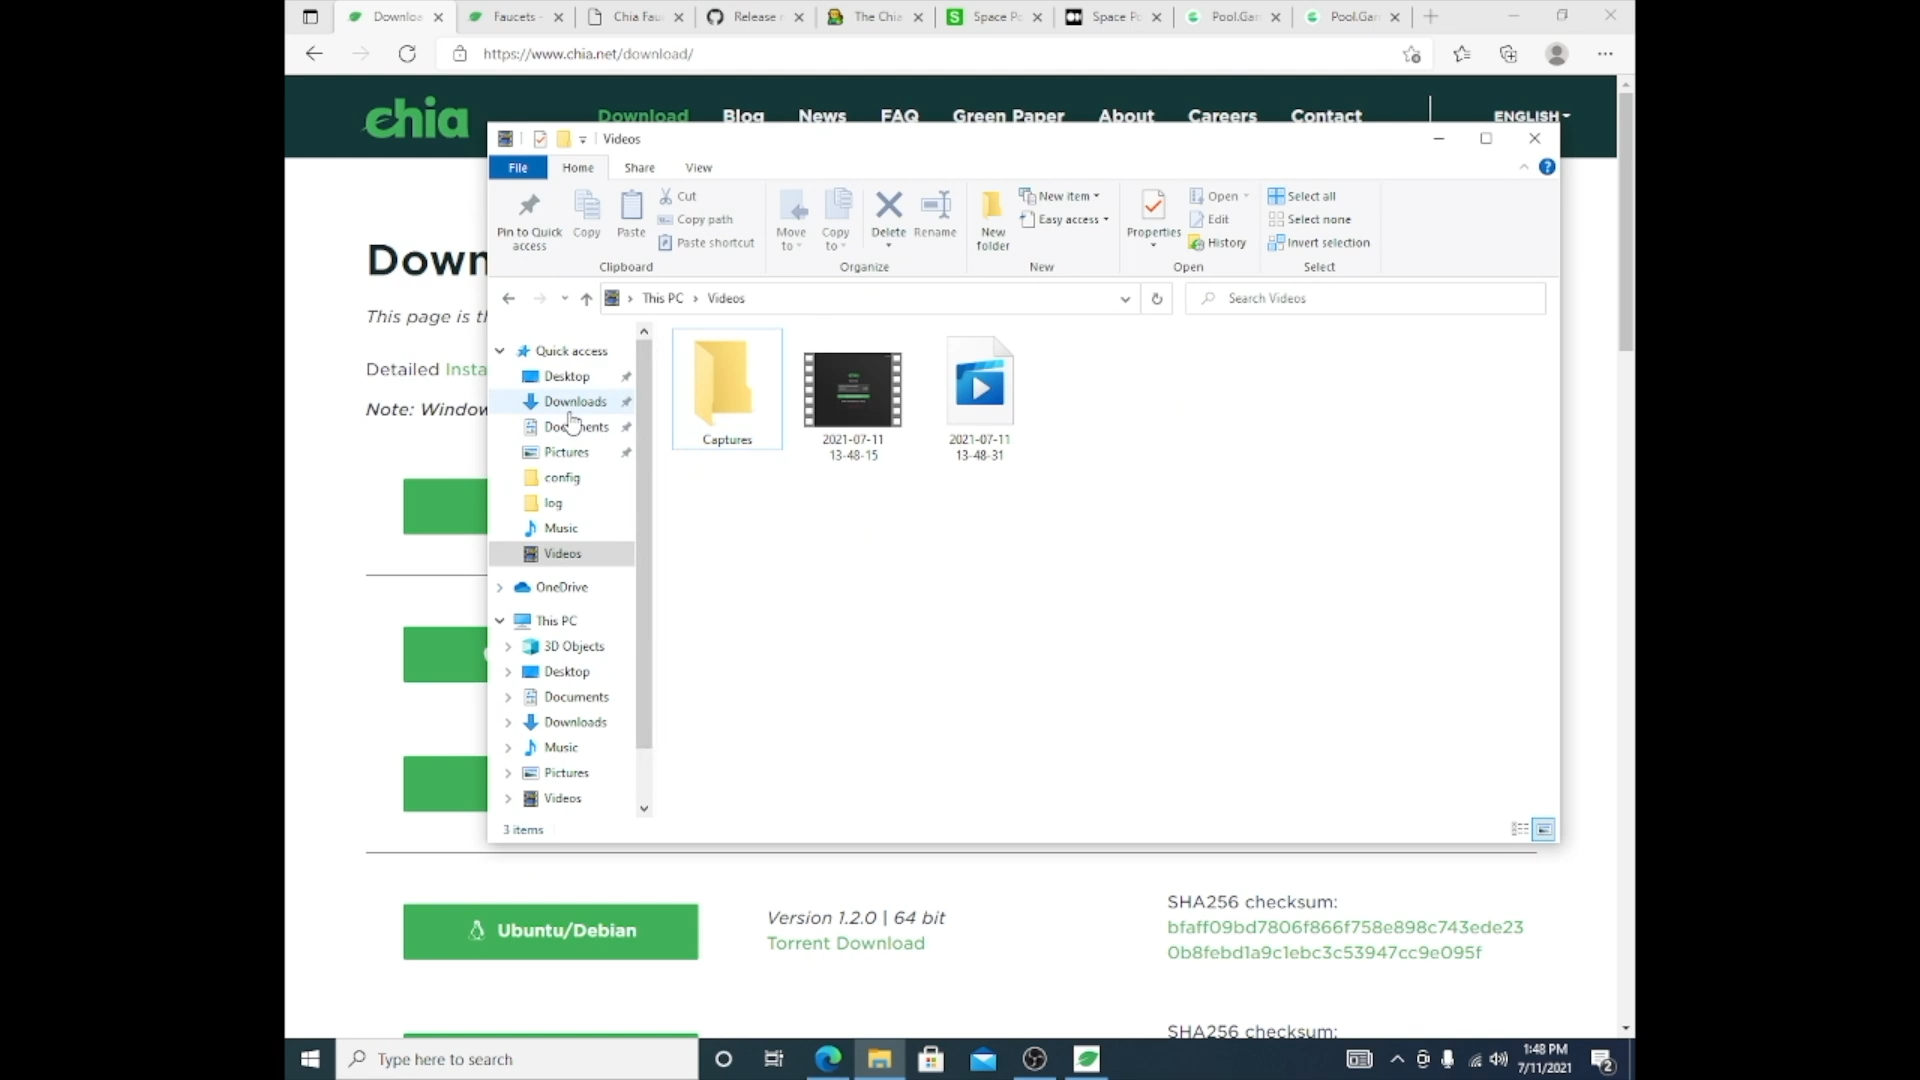 Downloa
Faucets -
Chia Fau
Release
The Chia
Space Po
Space Po
Pool.Gar
Pool.Gar
https://www.chia.net/download/
chia
Download
Blog
News
FAQ
Green Paper
About
Careers
Contact
ENGLISH
Videos
File
Home
Share
View
Pin to Quick
access
Copy
Paste
Cut
Copy path
Paste shortcut
Clipboard
Move
to
Copy
to
Delete
Rename
Organize
New
folder
New item
Easy access
New
Properties
Open
Edit
History
Open
Select all
Select none
Invert selection
Select
This PC
Videos
Search Videos
Down
This page is th
Detailed Insta
Note: Window
Quick access
Desktop
Downloads
Documents
Pictures
config
log
Music
Videos
OneDrive
This PC
3D Objects
Desktop
Documents
Downloads
Music
Pictures
Videos
Captures
2021-07-11
13-48-15
2021-07-11
13-48-31
3 items
Ubuntu/Debian
Version 1.2.0 | 64 bit
Torrent Download
SHA256 checksum:
bfaff09bd7806f866f758e898c743ede23
0b8febd1a9c1ebc3c53947cc9e095f
SHA256 checksum:
Type here to search
1:48 PM
7/11/2021
2